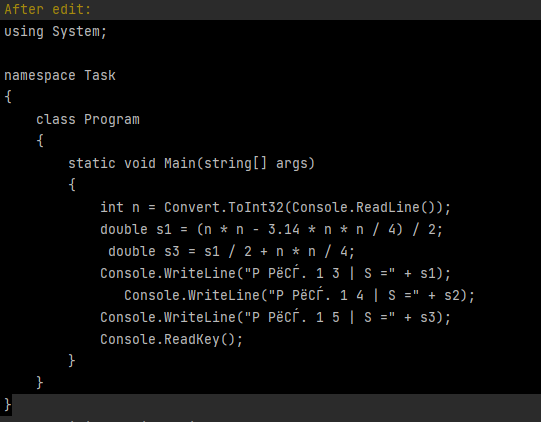 After edit:
using System;
namespace Task
{
class Program
{
static void Main(string[] args)
{
int n = Convert.ToInt32(Console.ReadLine());
double s1 = (n * n - 3.14 * n * n / 4) / 2;
double s3 = s1 / 2 + n * n / 4;
Console.WriteLine("Р РёСЃ. 1 3 | S =" + s1);
Console.WriteLine("Р РёСЃ. 1 4 | S =" + s2);
Console.WriteLine("Р РёСЃ. 1 5 | S =" + s3);
Console.ReadKey();
}
}
}